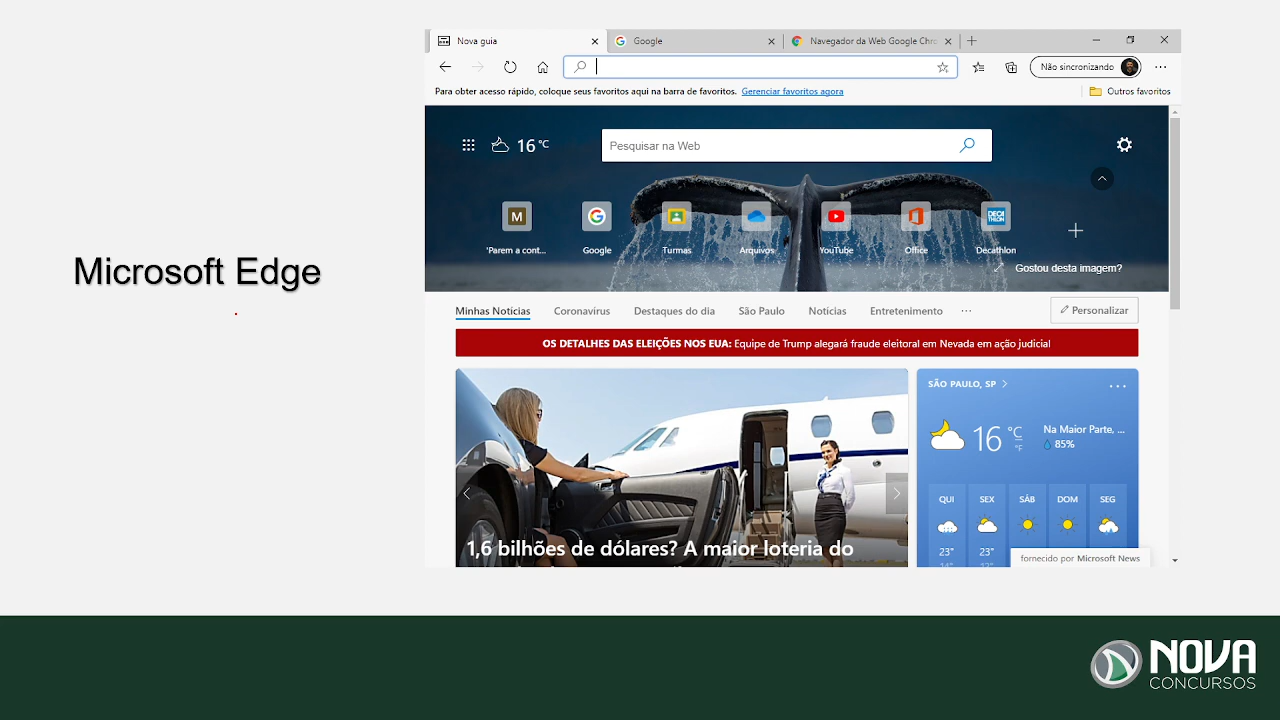 Microsoft Edge
Nova guia
Google
Navegador da Web Google Chro
Não sincronizando
Para obter acesso rápido, coloque seus favoritos aqui na barra de favoritos. Gerenciar favoritos agora
Outros favoritos
16 °C
Pesquisar na Web
M
DECATHLON
'Parem a cont...
Google
Turmas
Arquivos
YouTube
Office
Decathlon
Gostou desta imagem?
Minhas Notícias
Coronavírus
Destaques do dia
São Paulo
Notícias
Entretenimento
...
Personalizar
OS DETALHES DAS ELEIÇÕES NOS EUA: Equipe de Trump alegará fraude eleitoral em Nevada em ação judicial
1,6 bilhões de dólares? A maior loteria do
SÃO PAULO, SP
16 °C
°F
Na Maior Parte, ...
85%
QUI SEX SÁB DOM SEG
23° 23°
fornecido por Microsoft News
NOVA
CONCURSOS